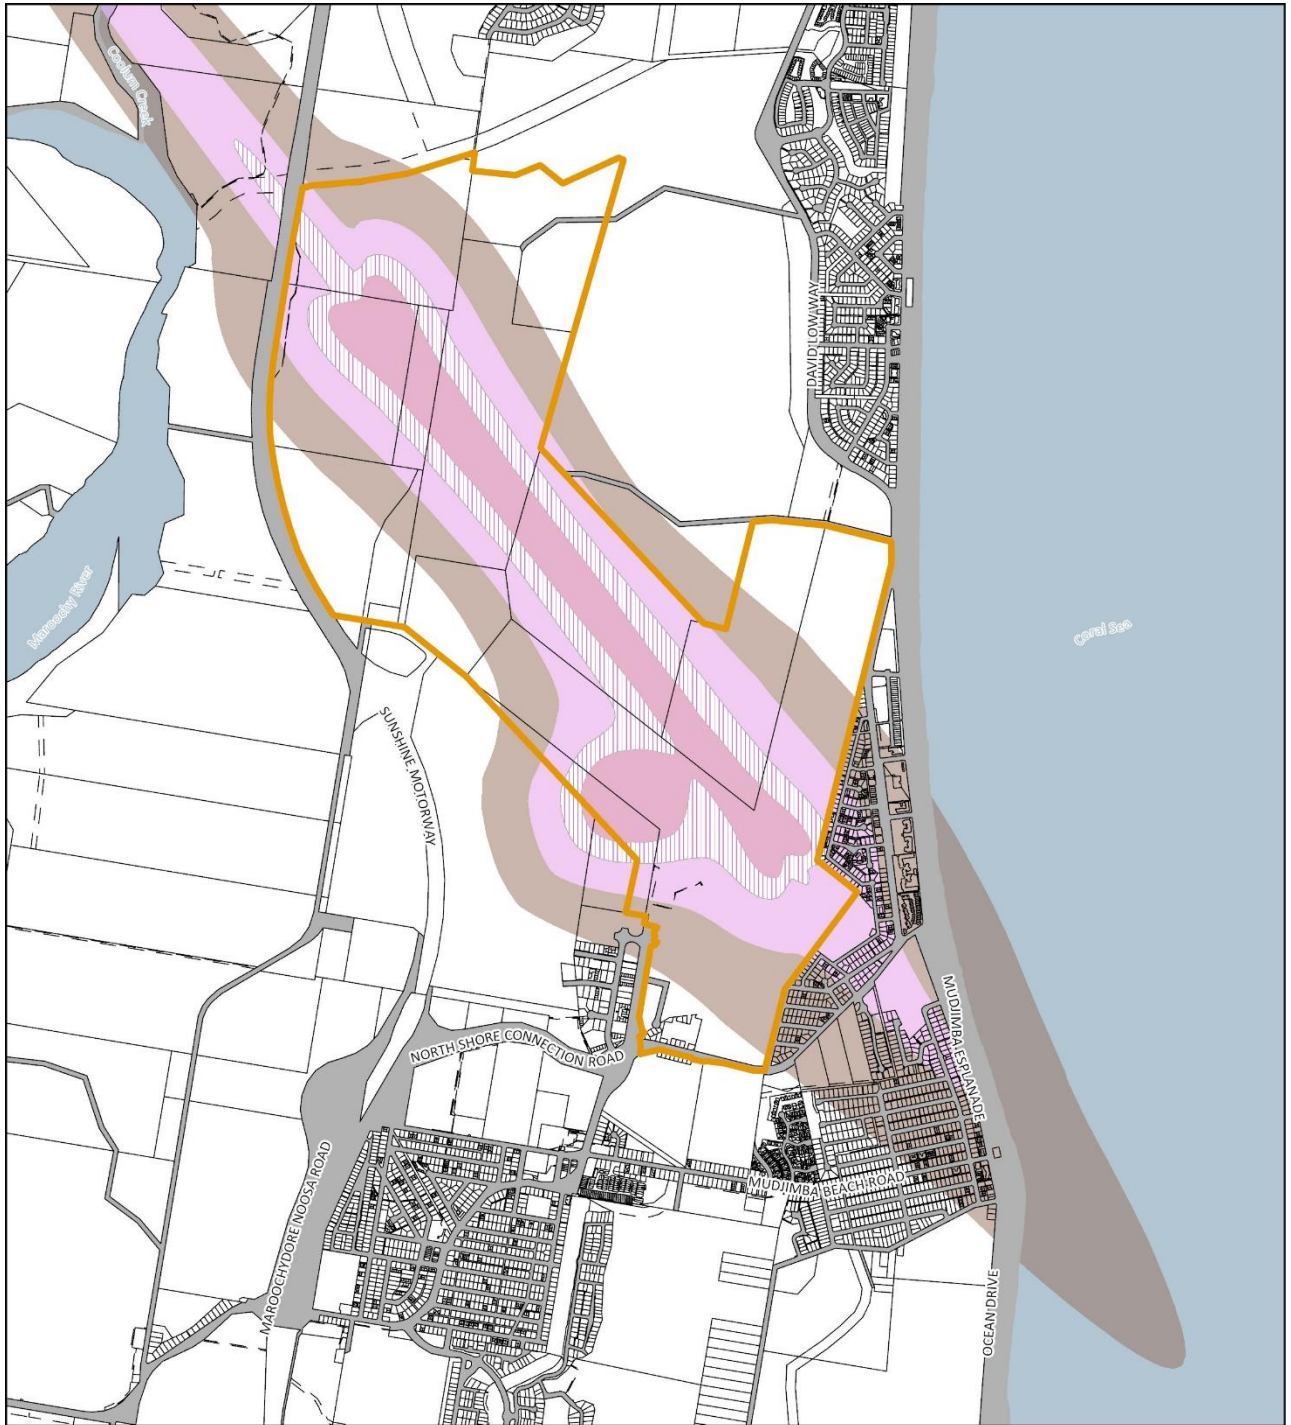 Coolum Creek
DAVID LOW WAY
Maroochy River
Coral Sea
SUNSHINE MOTORWAY
MUDJIMBA ESPLANADE
NORTH SHORE CONNECTION ROAD
MUDJIMBA BEACH ROAD
MAROOCHYDORE NOOSA ROAD
OCEAN DRIVE